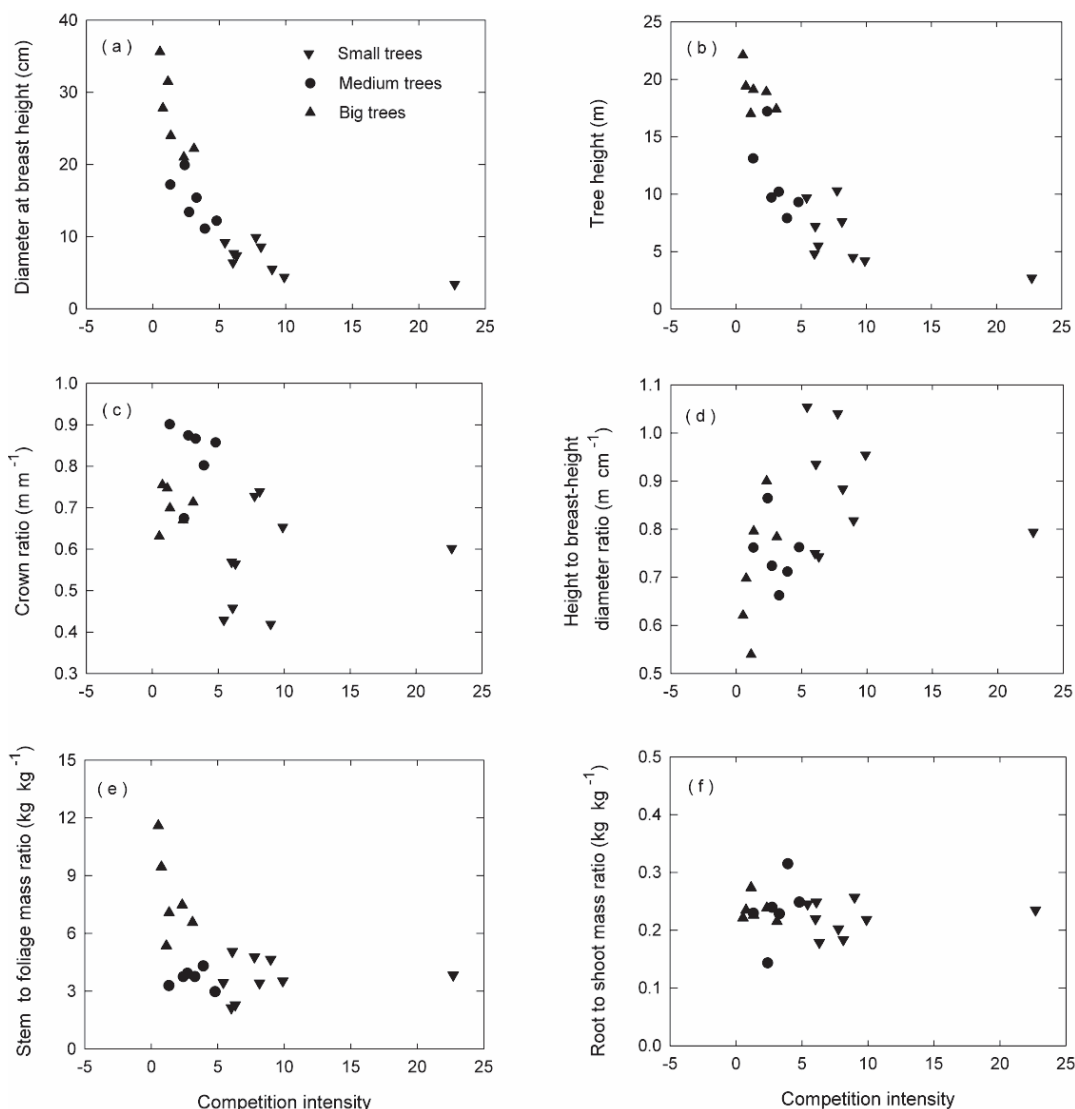 ( a )
Diameter at breast height (cm)
40
30
20
10
0
-5 0 5 10 15 20 25
Small trees
Medium trees
Big trees
( b )
Tree height (m)
25
20
15
10
5
0
-5 0 5 10 15 20 25
( c )
Crown ratio (m m -1)
1.0
0.9
0.8
0.7
0.6
0.5
0.4
0.3
-5 0 5 10 15 20 25
( d )
Height to breast-height
diameter ratio (m cm-1)
1.1
1.0
0.9
0.8
0.7
0.6
0.5
-5 0 5 10 15 20 25
( e )
Stem to foliage mass ratio (kg kg-1)
15
12
9
6
3
0
-5 0 5 10 15 20 25
Competition intensity
( f )
Root to shoot mass ratio (kg kg-1)
0.5
0.4
0.3
0.2
0.1
0.0
-5 0 5 10 15 20 25
Competition intensity